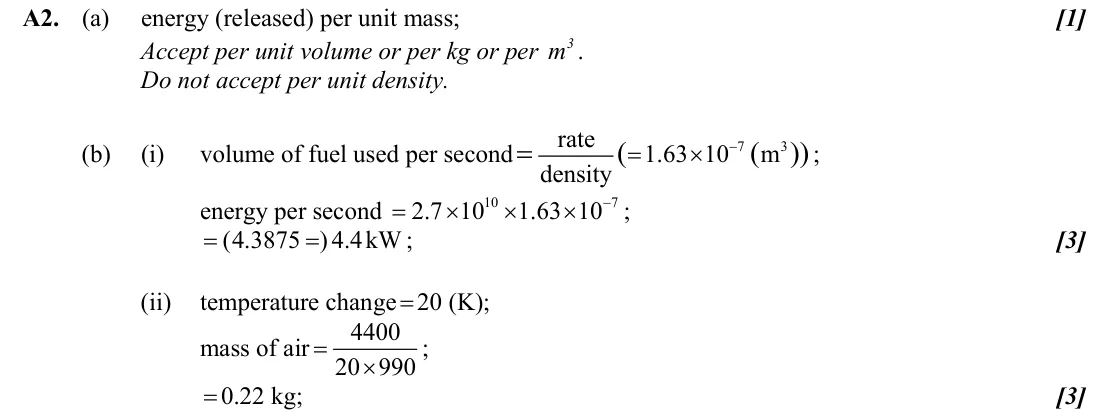 A2. (a) energy (released) per unit mass; [1]
Accept per unit volume or per kg or per m³.
Do not accept per unit density.
(b) (i) volume of fuel used per second = rate/density (=1.63×10⁻⁷ (m³));
energy per second = 2.7×10¹⁰ ×1.63×10⁻⁷;
= (4.3875 =) 4.4 kW; [3]
(ii) temperature change = 20 (K);
mass of air = 4400/20×990;
= 0.22 kg; [3]